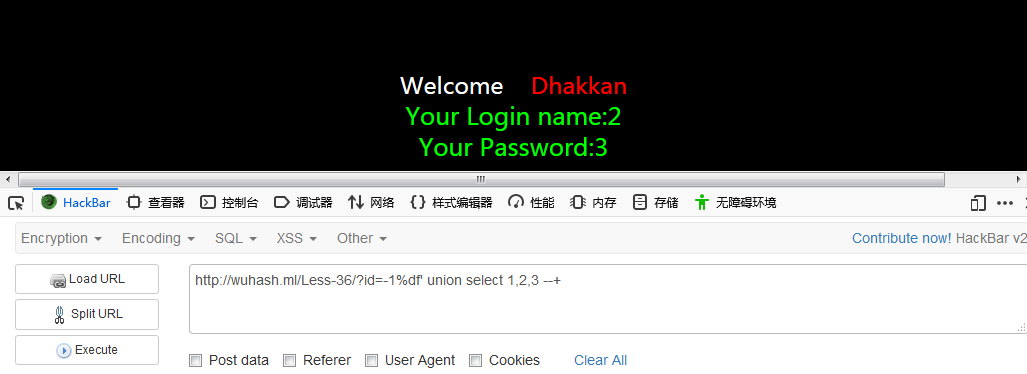 Welcome Dhakkan
Your Login name:2
Your Password:3
HackBar 查看器 控制台 调试器 网络 {} 样式编辑器 性能 内存 存储 无障碍环境
Encryption Encoding SQL XSS Other Contribute now! HackBar v2
Load URL http://wuhash.ml/Less-36/?id=-1%df' union select 1,2,3 --+
Split URL
Execute
Post data Referer User Agent Cookies Clear All